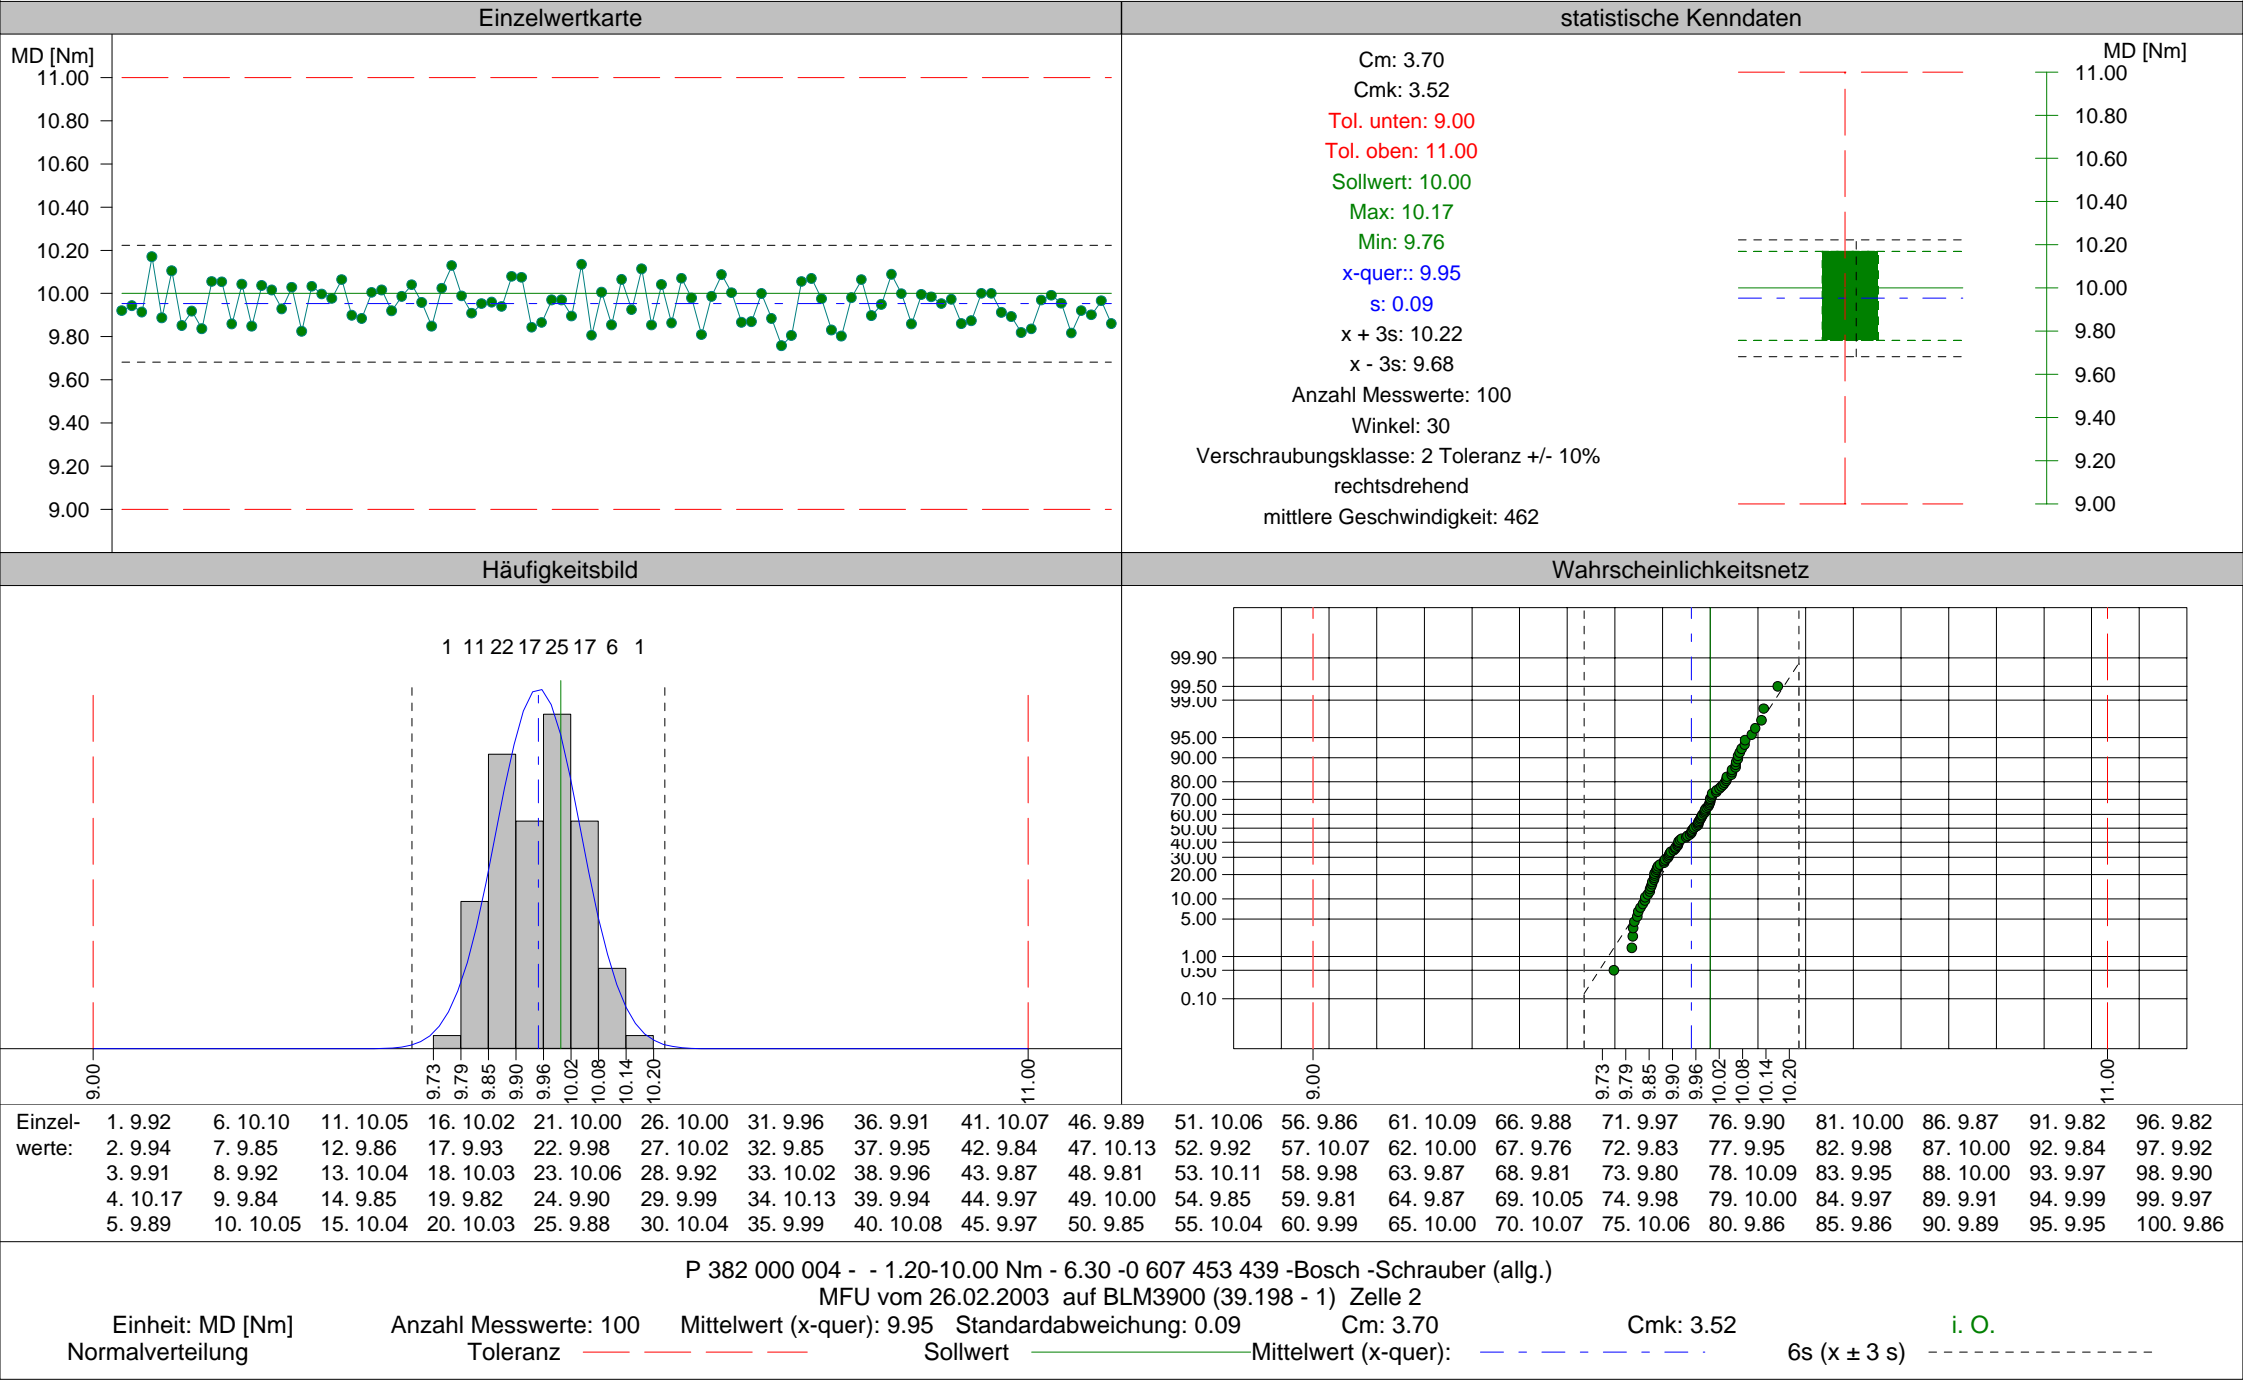 Einzelwertkarte
MD [Nm]
11.00
10.80
10.60
10.40
10.20
10.00
9.80
9.60
9.40
9.20
9.00
statistische Kenndaten
Cm: 3.70
Cmk: 3.52
Tol. unten: 9.00
Tol. oben: 11.00
Sollwert: 10.00
Max: 10.17
Min: 9.76
x-quer:: 9.95
s: 0.09
x + 3s: 10.22
x - 3s: 9.68
Anzahl Messwerte: 100
Winkel: 30
Verschraubungsklasse: 2 Toleranz +/- 10%
rechtsdrehend
mittlere Geschwindigkeit: 462
MD [Nm]
11.00
10.80
10.60
10.40
10.20
10.00
9.80
9.60
9.40
9.20
9.00
Häufigkeitsbild
1 11 22 17 25 17 6 1
9.00 9.73 9.79 9.85 9.90 9.96 10.02 10.08 10.14 10.20 11.00
Wahrscheinlichkeitsnetz
99.90
99.50
99.00
95.00
90.00
80.00
70.00
60.00
50.00
40.00
30.00
20.00
10.00
5.00
1.00
0.50
0.10
9.00 9.73 9.79 9.85 9.90 9.96 10.02 10.08 10.14 10.20 11.00
Einzel- 1. 9.92 6. 10.10 11. 10.05 16. 10.02 21. 10.00 26. 10.00 31. 9.96 36. 9.91 41. 10.07 46. 9.89 51. 10.06 56. 9.86 61. 10.09 66. 9.88 71. 9.97 76. 9.90 81. 10.00 86. 9.87 91. 9.82 96. 9.82
werte: 2. 9.94 7. 9.85 12. 9.86 17. 9.93 22. 9.98 27. 10.02 32. 9.85 37. 9.95 42. 9.84 47. 10.13 52. 9.92 57. 10.07 62. 10.00 67. 9.76 72. 9.83 77. 9.95 82. 9.98 87. 10.00 92. 9.84 97. 9.92
3. 9.91 8. 9.92 13. 10.04 18. 10.03 23. 10.06 28. 9.92 33. 10.02 38. 9.96 43. 9.87 48. 9.81 53. 10.11 58. 9.98 63. 9.87 68. 9.81 73. 9.80 78. 10.09 83. 9.95 88. 10.00 93. 9.97 98. 9.90
4. 10.17 9. 9.84 14. 9.85 19. 9.82 24. 9.90 29. 9.99 34. 10.13 39. 9.94 44. 9.97 49. 10.00 54. 9.85 59. 9.81 64. 9.87 69. 10.05 74. 9.98 79. 10.00 84. 9.97 89. 9.91 94. 9.99 99. 9.97
5. 9.89 10. 10.05 15. 10.04 20. 10.03 25. 9.88 30. 10.04 35. 9.99 40. 10.08 45. 9.97 50. 9.85 55. 10.04 60. 9.99 65. 10.00 70. 10.07 75. 10.06 80. 9.86 85. 9.86 90. 9.89 95. 9.95 100. 9.86
P 382 000 004 - - 1.20-10.00 Nm - 6.30 -0 607 453 439 -Bosch -Schrauber (allg.)
MFU vom 26.02.2003 auf BLM3900 (39.198 - 1) Zelle 2
Einheit: MD [Nm] Anzahl Messwerte: 100 Mittelwert (x-quer): 9.95 Standardabweichung: 0.09 Cm: 3.70 Cmk: 3.52 i. O.
Normalverteilung Toleranz Sollwert Mittelwert (x-quer): 6s (x ± 3 s)